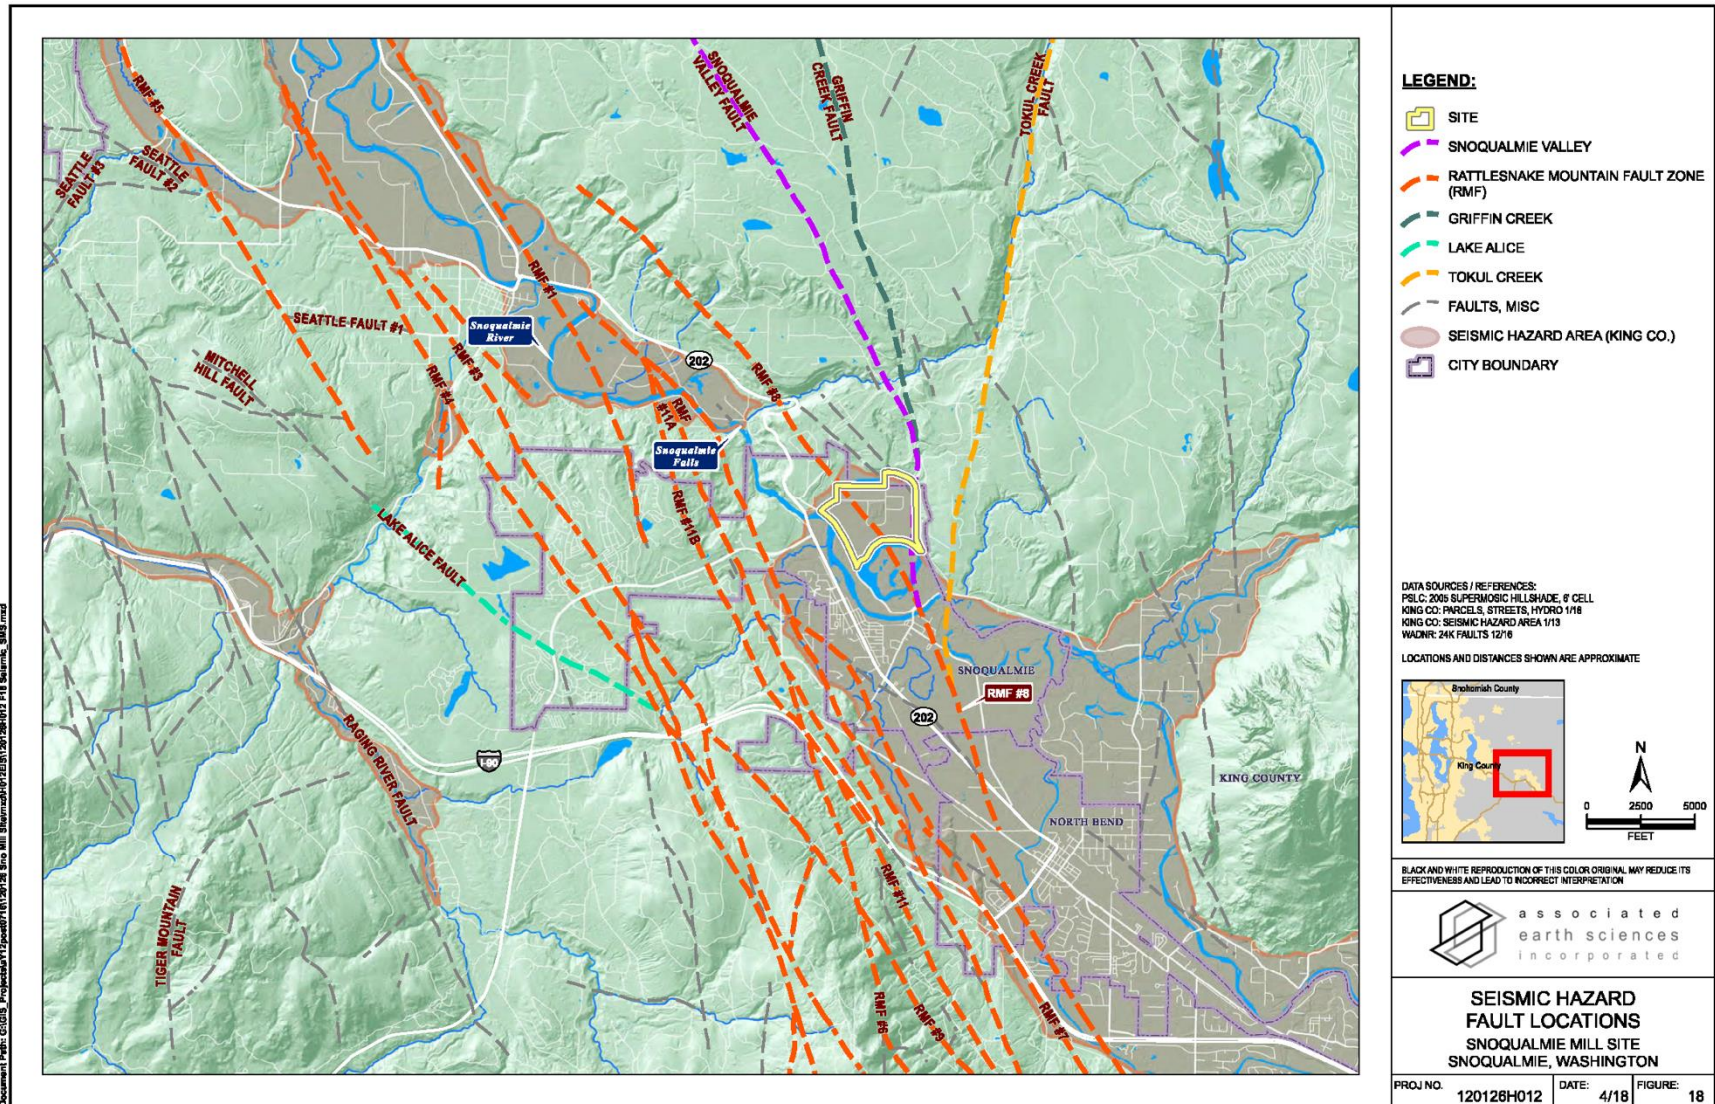 RMF #5
SNOQUALMIE
VALLEY FAULT
GRIFFIN
CREEK FAULT
TOKUL CREEK
FAULT
SEATTLE
FAULT #3
SEATTLE
FAULT #2
RMF #1
SEATTLE FAULT #1
Snoqualmie
River
202
MITCHELL
HILL FAULT
RMF #3
RMF #4
RMF #8
RMF
#11A
Snoqualmie
Falls
RMF #11B
LAKE ALICE FAULT
SNOQUALMIE
RMF #8
202
RAGING RIVER FAULT
I-90
KING COUNTY
NORTH BEND
TIGER MOUNTAIN
FAULT
RMF #11
RMF #6
RMF #9
RMF #7
LEGEND:
SITE
SNOQUALMIE VALLEY
RATTLESNAKE MOUNTAIN FAULT ZONE
(RMF)
GRIFFIN CREEK
LAKE ALICE
TOKUL CREEK
FAULTS, MISC
SEISMIC HAZARD AREA (KING CO.)
CITY BOUNDARY
DATA SOURCES / REFERENCES:
PSLC: 2005 SUPERMOSIC HILLSHADE, 6' CELL
KING CO: PARCELS, STREETS, HYDRO 1/18
KING CO: SEISMIC HAZARD AREA 1/13
WADNR: 24K FAULTS 12/16
LOCATIONS AND DISTANCES SHOWN ARE APPROXIMATE
Snohomish County
King County
N
0 2500 5000
FEET
BLACK AND WHITE REPRODUCTION OF THIS COLOR ORIGINAL MAY REDUCE ITS
EFFECTIVENESS AND LEAD TO INCORRECT INTERPRETATION
associated
earth sciences
incorporated
SEISMIC HAZARD
FAULT LOCATIONS
SNOQUALMIE MILL SITE
SNOQUALMIE, WASHINGTON
PROJ NO. 120126H012 DATE: 4/18 FIGURE: 18